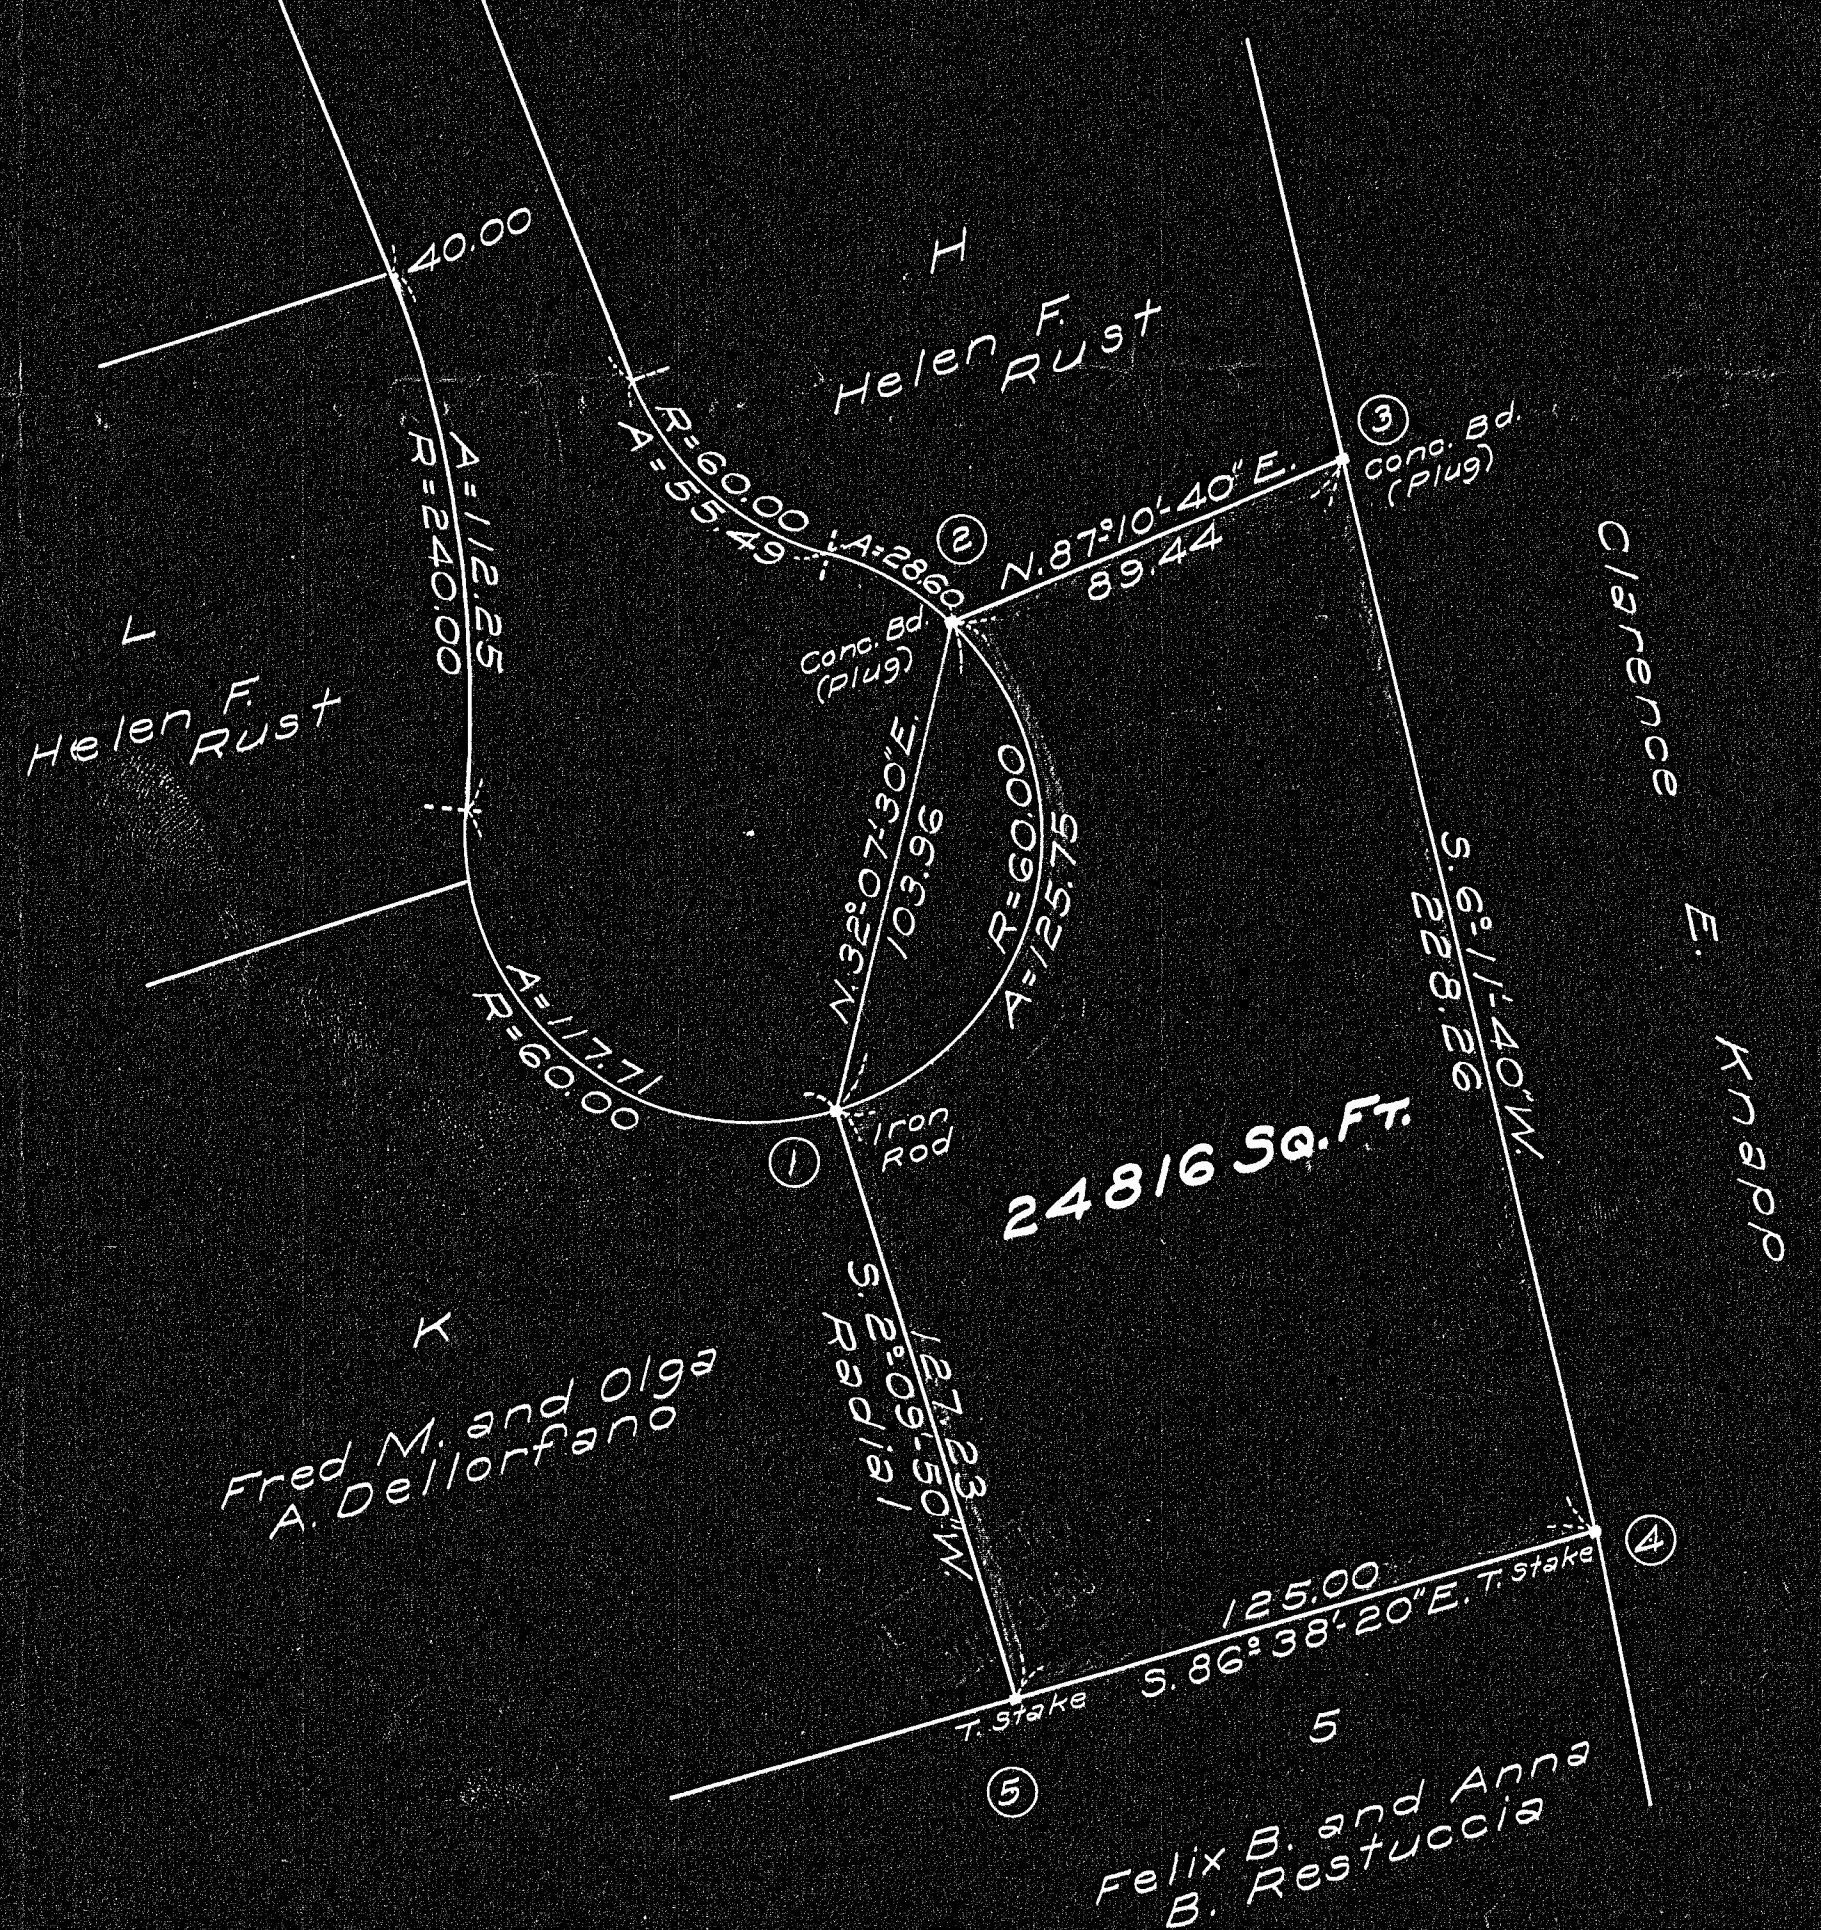 40.00
H
Helen F.
Rust
R=60.00
A=55.49
A=28.60
2
3
Conc. Bd.
(Plug)
N.87°-10'-40"E.
89.44
A=112.25
R=240.00
Conc. Bd.
(Plug)
L
Helen F.
Rust
N.32°-07'-30"E.
103.96
R=60.00
A=125.75
S.6°-11'-40"W.
228.26
Clarence E. Knapp
A=117.71
R=60.00
1
Iron
Rod
24816 SQ.FT.
S. 2°-09'-50"W.
127.23
Radial
K
Fred M. and Olga
A. Dellorfano
125.00
S. 86°-38'-20"E.
T. Stake
4
T. Stake
5
5
Felix B. and Anna
B. Restuccia